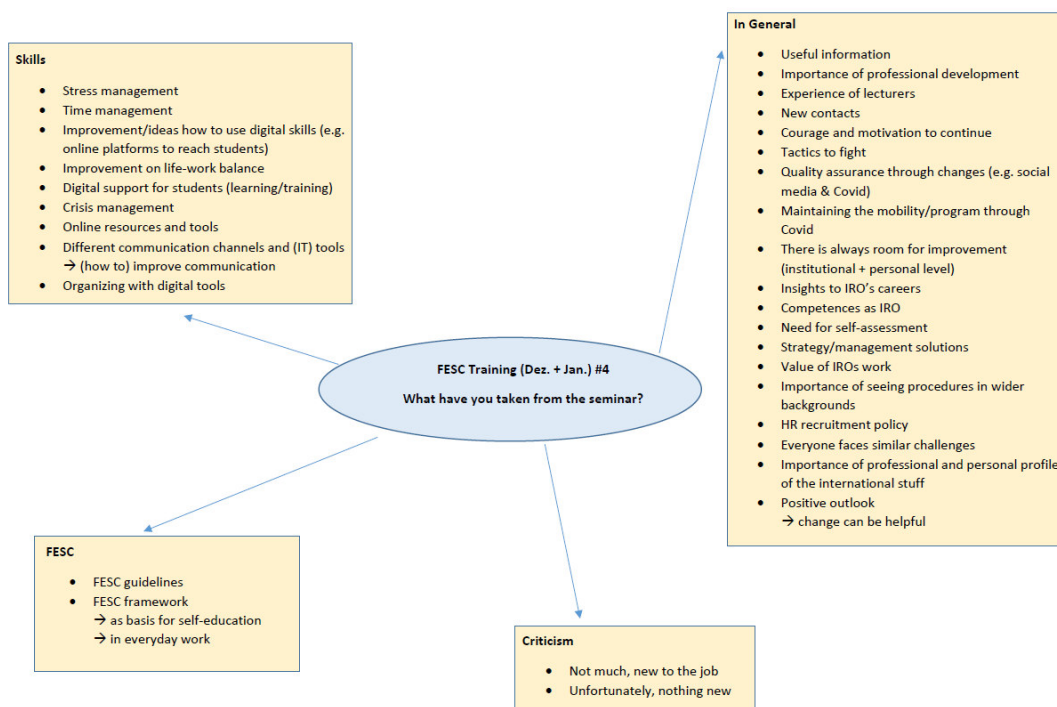 Skills
• Stress management
• Time management
• Improvement/ideas how to use digital skills (e.g.
online platforms to reach students)
• Improvement on life-work balance
• Digital support for students (learning/training)
• Crisis management
• Online resources and tools
• Different communication channels and (IT) tools
→ (how to) improve communication
• Organizing with digital tools
In General
• Useful information
• Importance of professional development
• Experience of lecturers
• New contacts
• Courage and motivation to continue
• Tactics to fight
• Quality assurance through changes (e.g. social
media & Covid)
• Maintaining the mobility/program through
Covid
• There is always room for improvement
(institutional + personal level)
• Insights to IRO's careers
• Competences as IRO
• Need for self-assessment
• Strategy/management solutions
• Value of IROs work
• Importance of seeing procedures in wider
backgrounds
• HR recruitment policy
• Everyone faces similar challenges
• Importance of professional and personal profile
of the international stuff
• Positive outlook
→ change can be helpful
FESC Training (Dez. + Jan.) #4
What have you taken from the seminar?
FESC
• FESC guidelines
• FESC framework
→ as basis for self-education
→ in everyday work
Criticism
• Not much, new to the job
• Unfortunately, nothing new